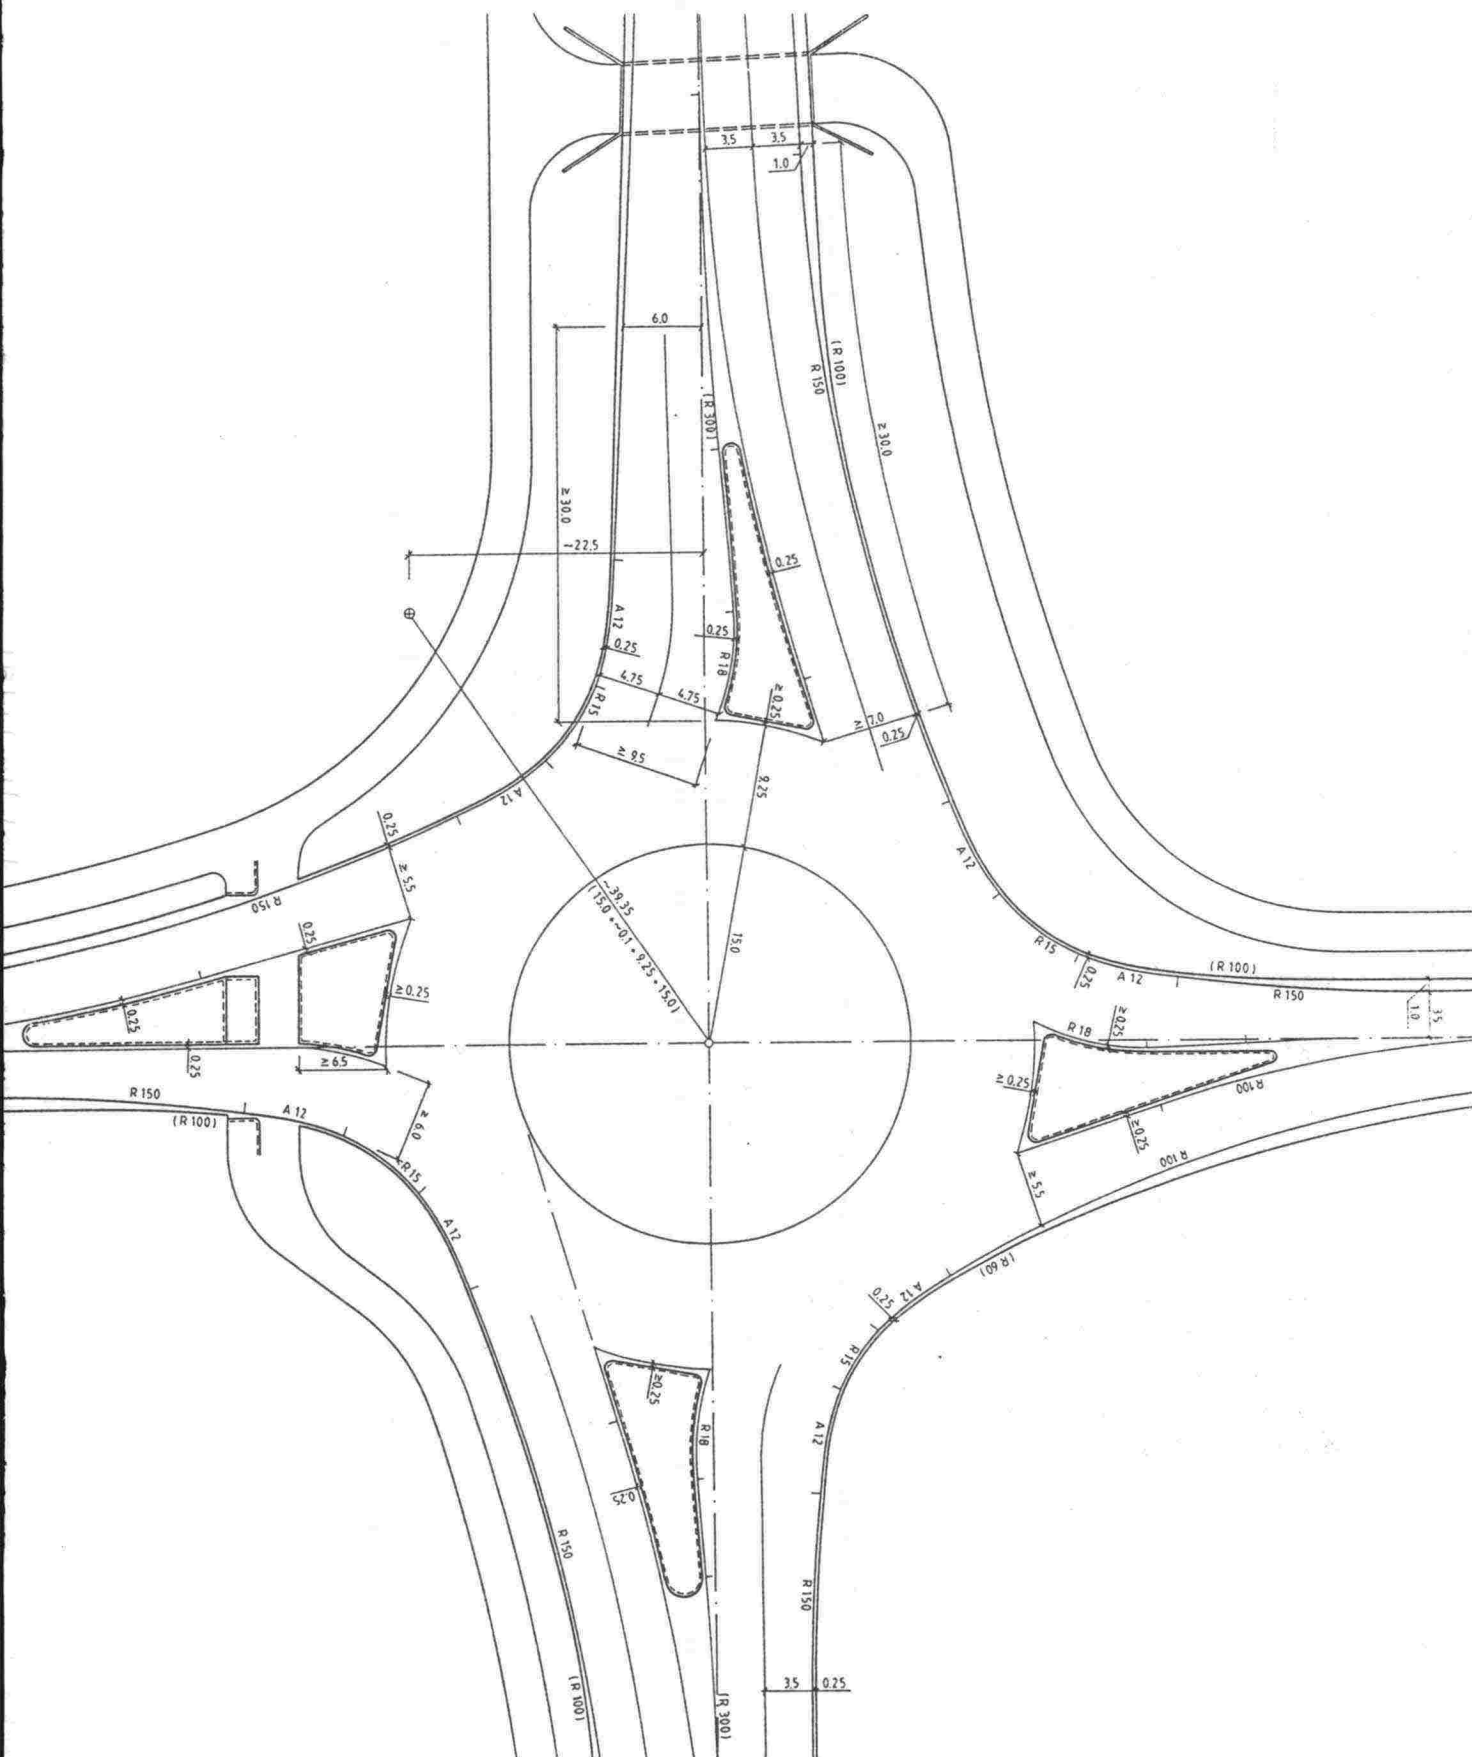 3.5
3.5
1.0
6.0
(R 100)
R 150
(R 300)
≥ 30.0
≥ 30.0
~22.5
0.25
A 12
0.25
0.25
R 18
4.75
4.75
(R 15
≥ 0.25
≥ 7.0
0.25
≥ 9.5
9.25
A 12
0.25
≥ 5.5
A 12
~39.35
(15.0 + ~0.1 + 9.25 + 15.0)
15.0
R 150
0.25
≥ 0.25
0.25
0.25
≥ 6.5
R 15
0.25
A 12
(R 100)
R 150
1.0
3.5
R 18
≥ 0.25
≥ 0.25
R 100
≥ 0.25
R 100
≥ 5.5
R 150
(R 100)
A 12
≥ 6.0
R 15
A 12
(R 60)
A 12
0.25
R 15
≥ 0.25
R 18
A 12
0.25
R 150
R 150
(R 100)
(R 300)
3.5
0.25